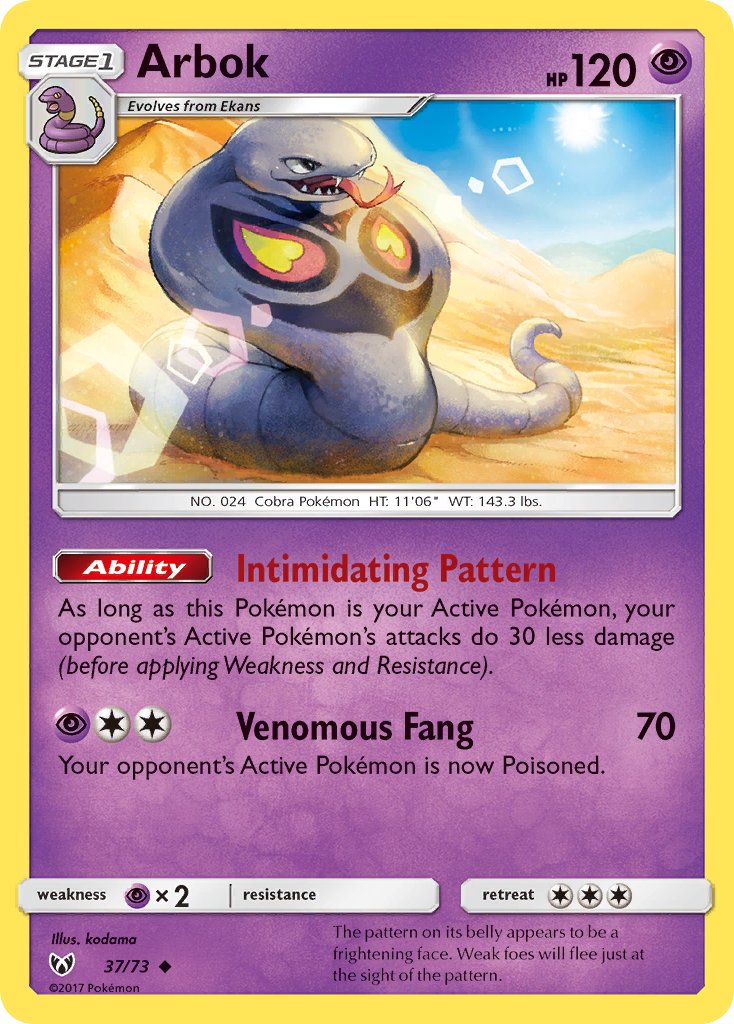 STAGE1
Arbok
HP 120
Evolves from Ekans
NO. 024 Cobra Pokémon HT: 11'06" WT: 143.3 lbs.
Ability Intimidating Pattern
As long as this Pokémon is your Active Pokémon, your
opponent's Active Pokémon's attacks do 30 less damage
(before applying Weakness and Resistance).
Venomous Fang 70
Your opponent's Active Pokémon is now Poisoned.
weakness ×2 resistance retreat
Illus. kodama
37/73
©2017 Pokémon
The pattern on its belly appears to be a
frightening face. Weak foes will flee just at
the sight of the pattern.